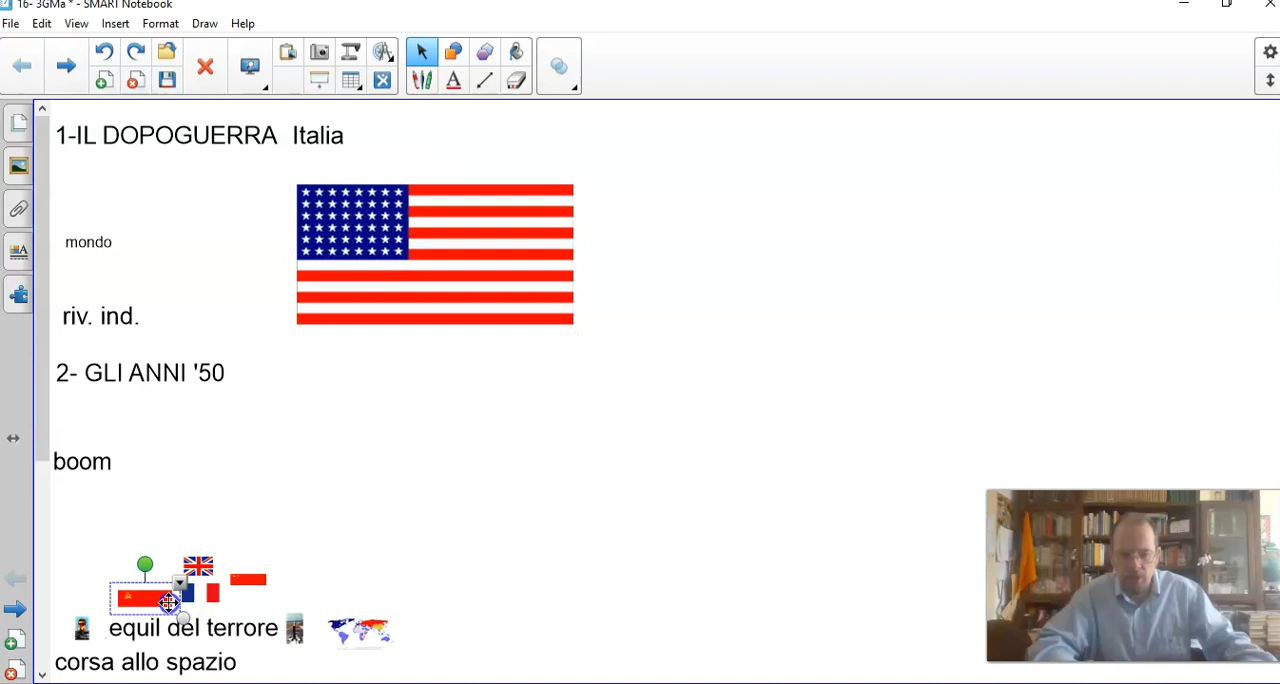 16- 3GMa * - SMART Notebook
File Edit View Insert Format Draw Help
1-IL DOPOGUERRA Italia
mondo
riv. ind.
2- GLI ANNI '50
boom
equil del terrore
corsa allo spazio